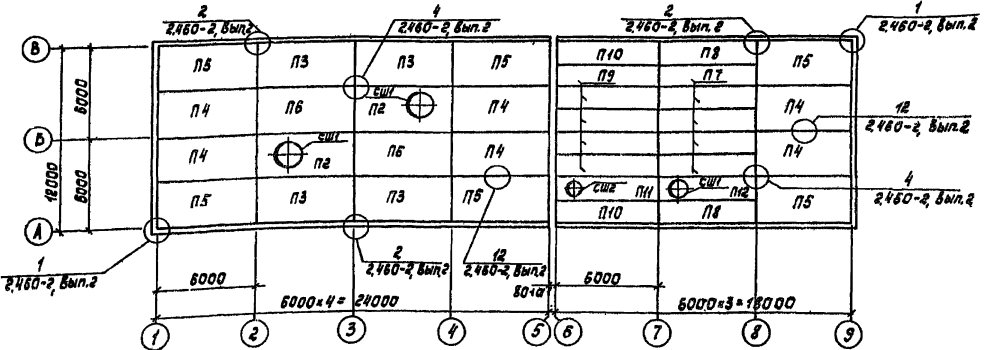 2
2.460-2, Вып.2
4
2.460-2, Вып.2
2
2.460-2, Вып.2
1
2.460-2, Вып.2
В
П5 П3 П3 П5 П10 П8 П5
П9 П7
6000
П4 П6 сш1 П2 П4 П4
12
2.460-2, Вып.2
Б
12000
6000
П4 сш1 П2 П6 П4 П4
4
2.460-2, Вып.2
сш2 П11 сш1 П12
П5 П3 П3 П5 П10 П8 П5
А
1
2.460-2, Вып.2
2
2.460-2, Вып.2
12
2.460-2, Вып.2
6000
6000
6000x4 = 24000
6000x3=18000
1 2 3 4 5 6 7 8 9